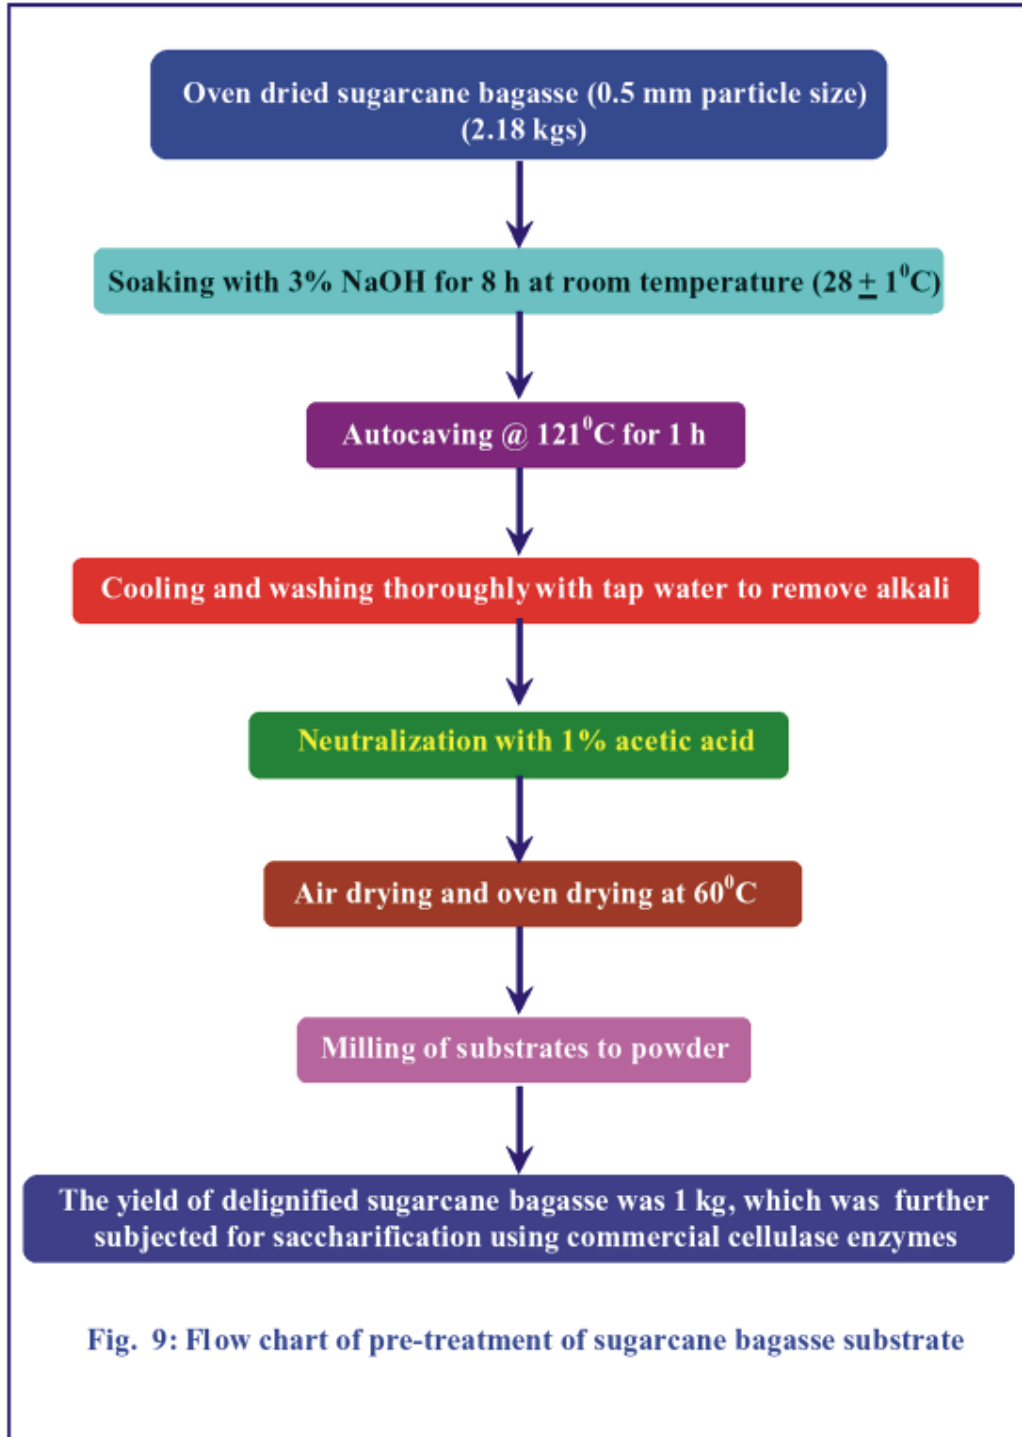 Oven dried sugarcane bagasse (0.5 mm particle size)
(2.18 kgs)
Soaking with 3% NaOH for 8 h at room temperature (28 ± 1⁰C)
Autocaving @ 121⁰C for 1 h
Cooling and washing thoroughly with tap water to remove alkali
Neutralization with 1% acetic acid
Air drying and oven drying at 60⁰C
Milling of substrates to powder
The yield of delignified sugarcane bagasse was 1 kg, which was further
subjected for saccharification using commercial cellulase enzymes
Fig. 9: Flow chart of pre-treatment of sugarcane bagasse substrate